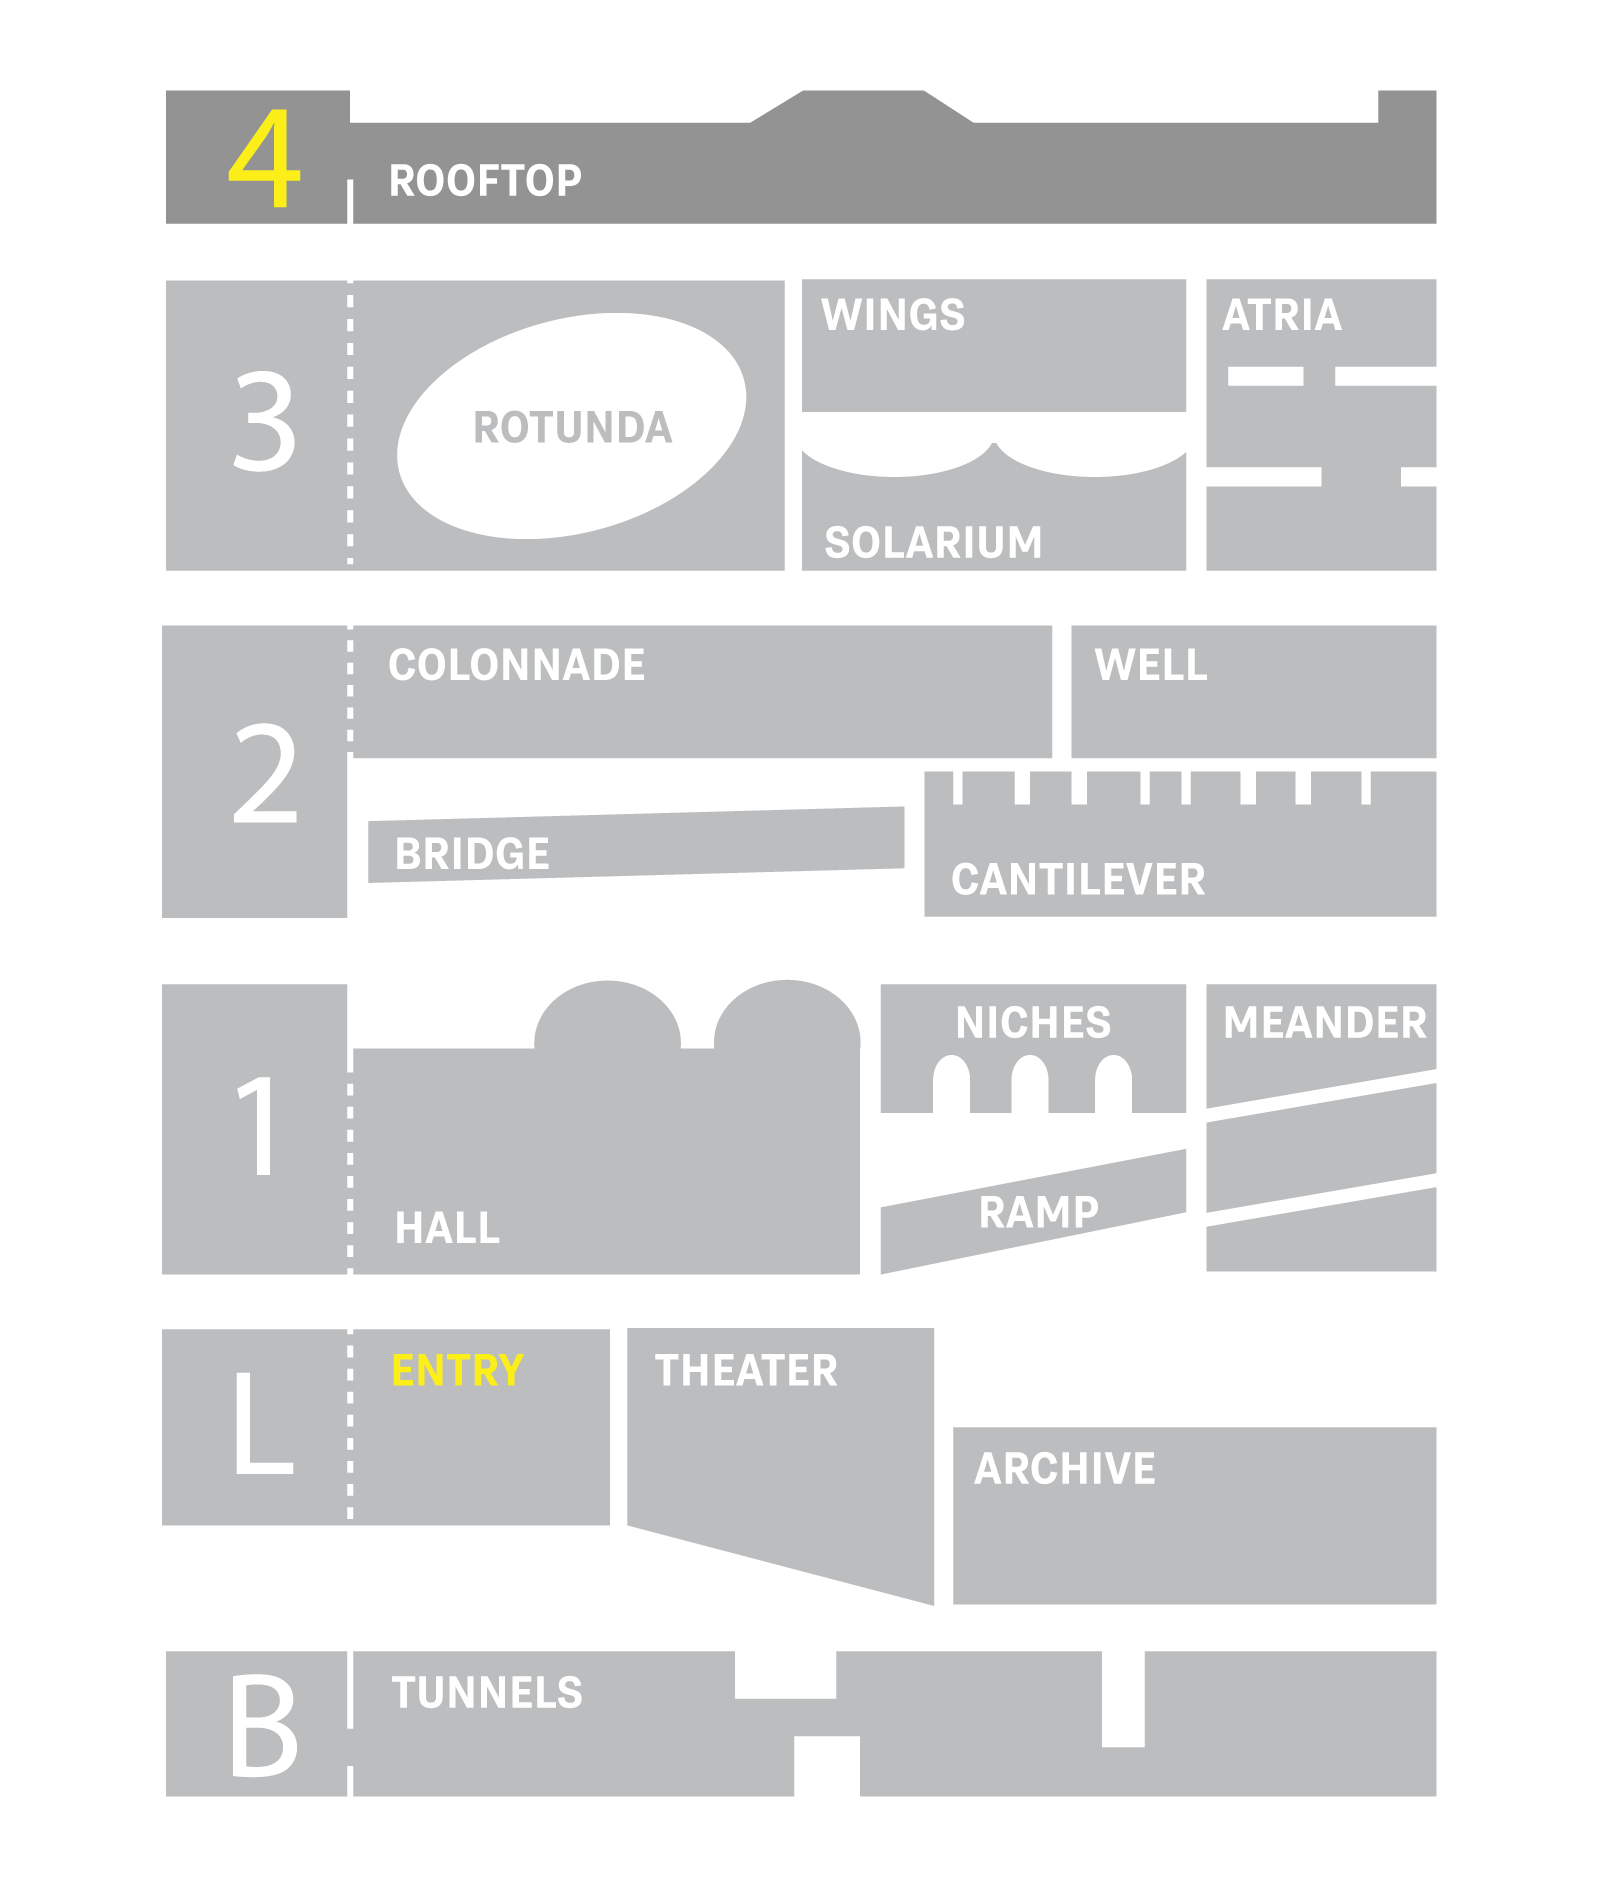 4
ROOFTOP
3
ROTUNDA
WINGS
SOLARIUM
ATRIA
2
COLONNADE
WELL
BRIDGE
CANTILEVER
1
HALL
NICHES
RAMP
MEANDER
L
ENTRY
THEATER
ARCHIVE
B
TUNNELS